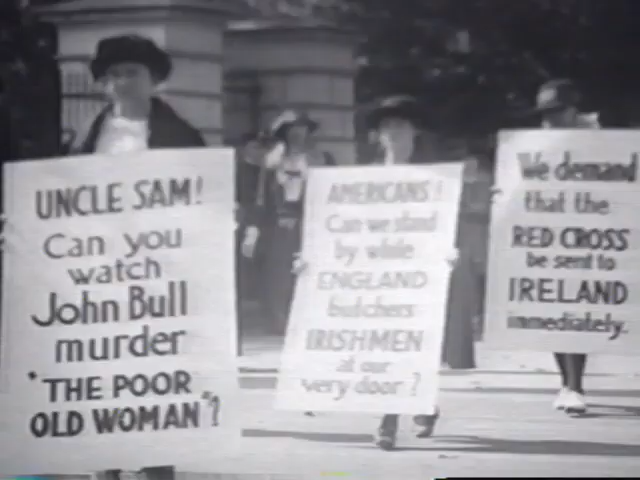 UNCLE SAM!
Can you
watch
John Bull
murder
"THE POOR
OLD WOMAN"?
AMERICANS!
Can we stand
by while
ENGLAND
butchers
IRISHMEN
at our
very door?
We demand
that the
RED CROSS
be sent to
IRELAND
immediately.